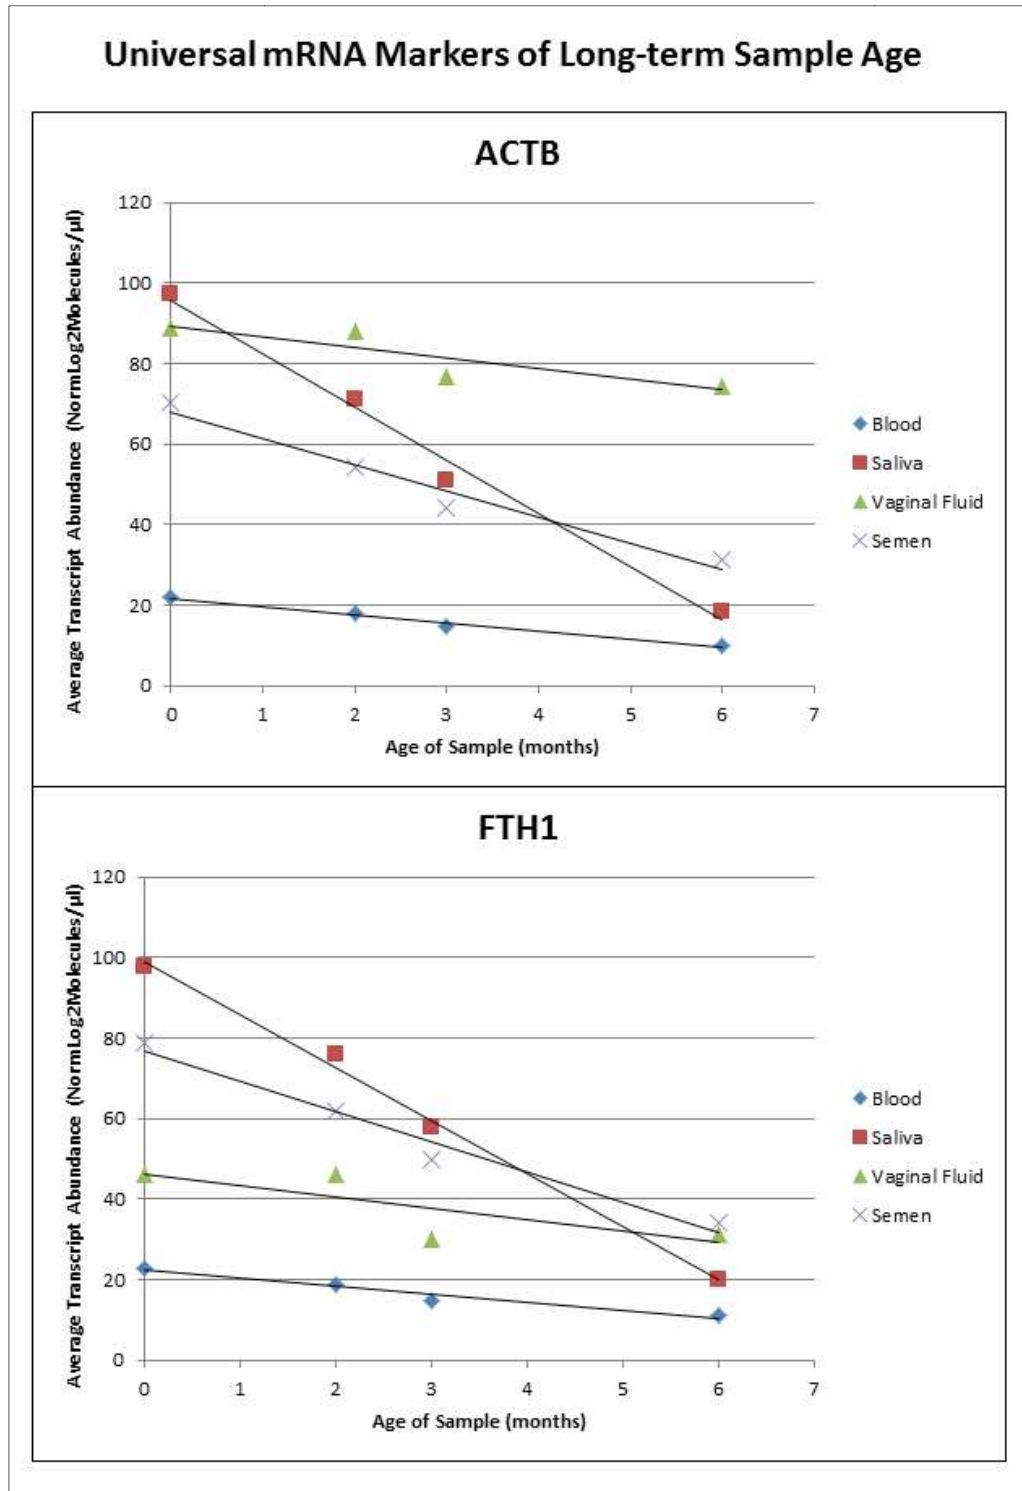 Universal mRNA Markers of Long-term Sample Age
ACTB
Average Transcript Abundance (NormLog2Molecules/µl)
120
100
80
60
40
20
0
0 1 2 3 4 5 6 7
Age of Sample (months)
Blood
Saliva
Vaginal Fluid
Semen
FTH1
Average Transcript Abundance (NormLog2Molecules/µl)
120
100
80
60
40
20
0
0 1 2 3 4 5 6 7
Age of Sample (months)
Blood
Saliva
Vaginal Fluid
Semen